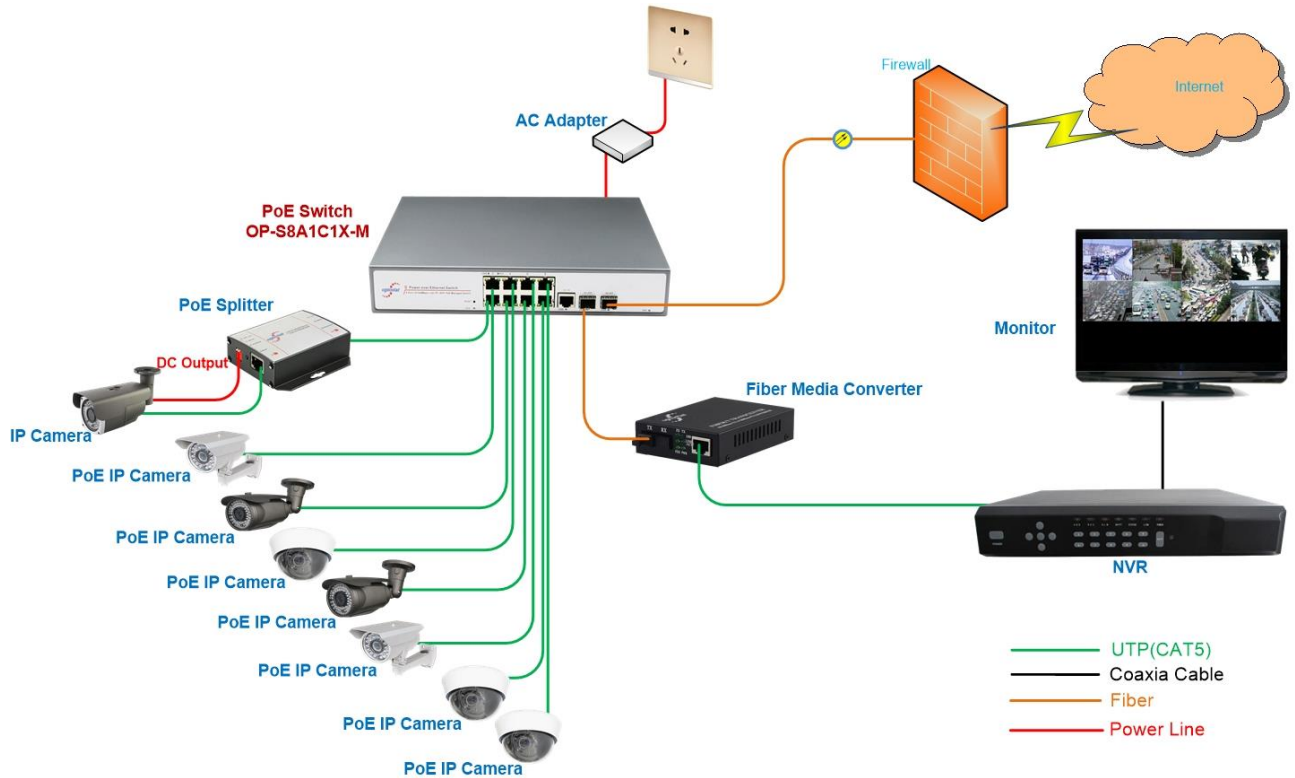 Firewall
Internet
AC Adapter
PoE Switch
OP-S8A1C1X-M
PoE Splitter
DC Output
IP Camera
PoE IP Camera
PoE IP Camera
PoE IP Camera
PoE IP Camera
PoE IP Camera
PoE IP Camera
PoE IP Camera
Monitor
Fiber Media Converter
TX
RX
NVR
UTP(CAT5)
Coaxia Cable
Fiber
Power Line